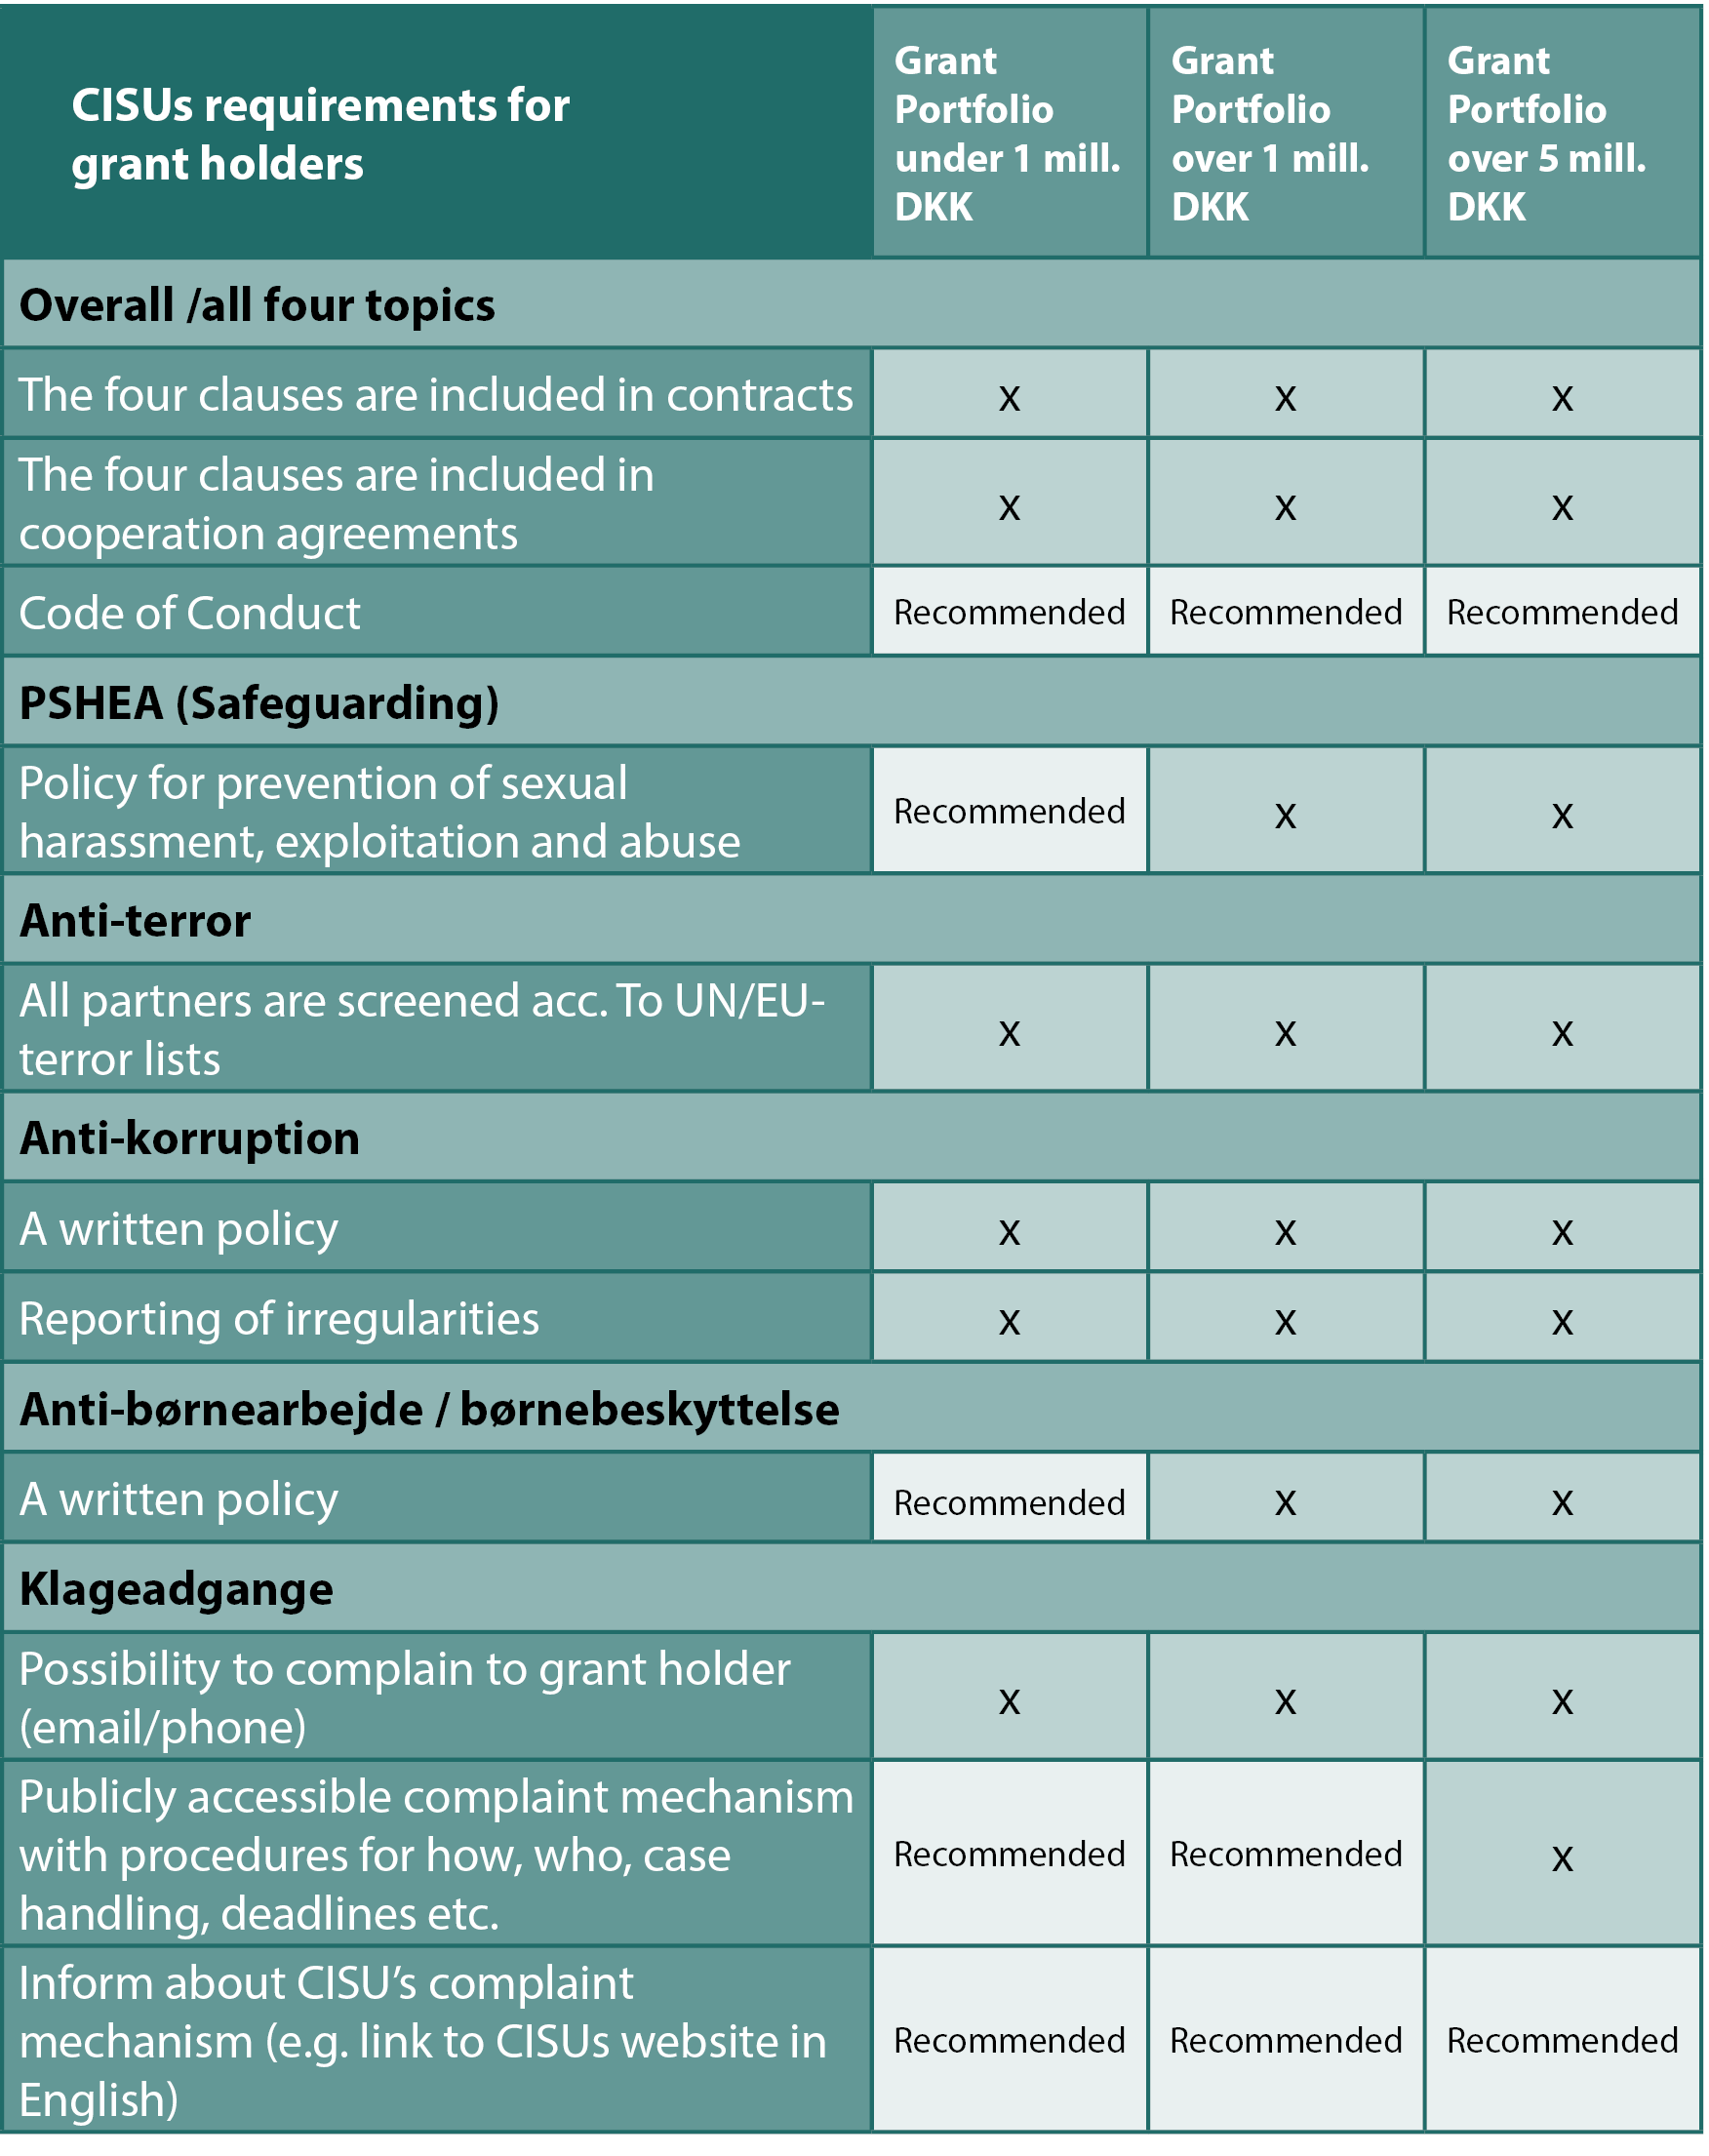 CISUs requirements for
grant holders
Grant
Portfolio
under 1 mill.
DKK
Grant
Portfolio
over 1 mill.
DKK
Grant
Portfolio
over 5 mill.
DKK
Overall /all four topics
The four clauses are included in contracts
x x x
The four clauses are included in
cooperation agreements
x x x
Code of Conduct
Recommended Recommended Recommended
PSHEA (Safeguarding)
Policy for prevention of sexual
harassment, exploitation and abuse
Recommended x x
Anti-terror
All partners are screened acc. To UN/EU-
terror lists
x x x
Anti-korruption
A written policy
x x x
Reporting of irregularities
x x x
Anti-børnearbejde / børnebeskyttelse
A written policy
Recommended x x
Klageadgange
Possibility to complain to grant holder
(email/phone)
x x x
Publicly accessible complaint mechanism
with procedures for how, who, case
handling, deadlines etc.
Recommended Recommended x
Inform about CISU’s complaint
mechanism (e.g. link to CISUs website in
English)
Recommended Recommended Recommended